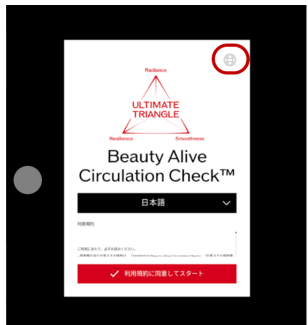 Radiance
ULTIMATE
TRIANGLE
Resilience Smoothness
Beauty Alive
Circulation Check™
日本語
利用規約
ご利用にあたり、必ずお読みください。
利用規約に同意してスタート